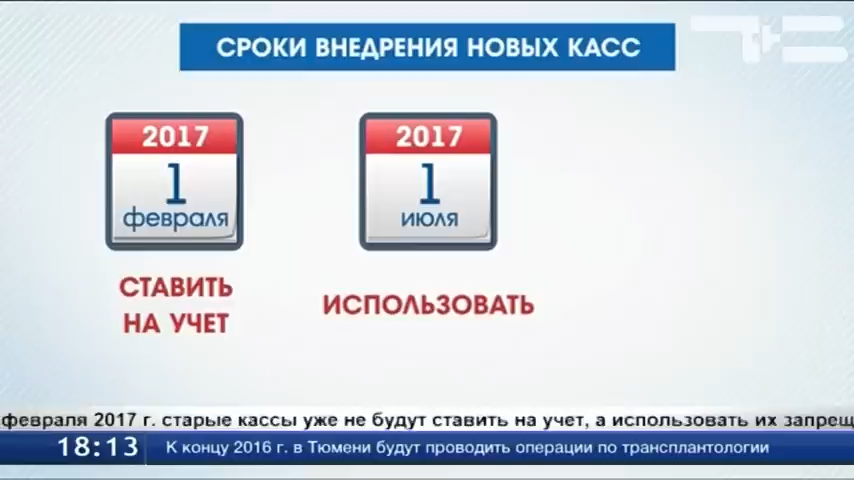 СРОКИ ВНЕДРЕНИЯ НОВЫХ КАСС
2017
1
февраля
СТАВИТЬ
НА УЧЕТ
2017
1
июля
ИСПОЛЬЗОВАТЬ
февраля 2017 г. старые кассы уже не будут ставить на учет, а использовать их запрещ
18:13 К концу 2016 г. в Тюмени будут проводить операции по трансплантологии